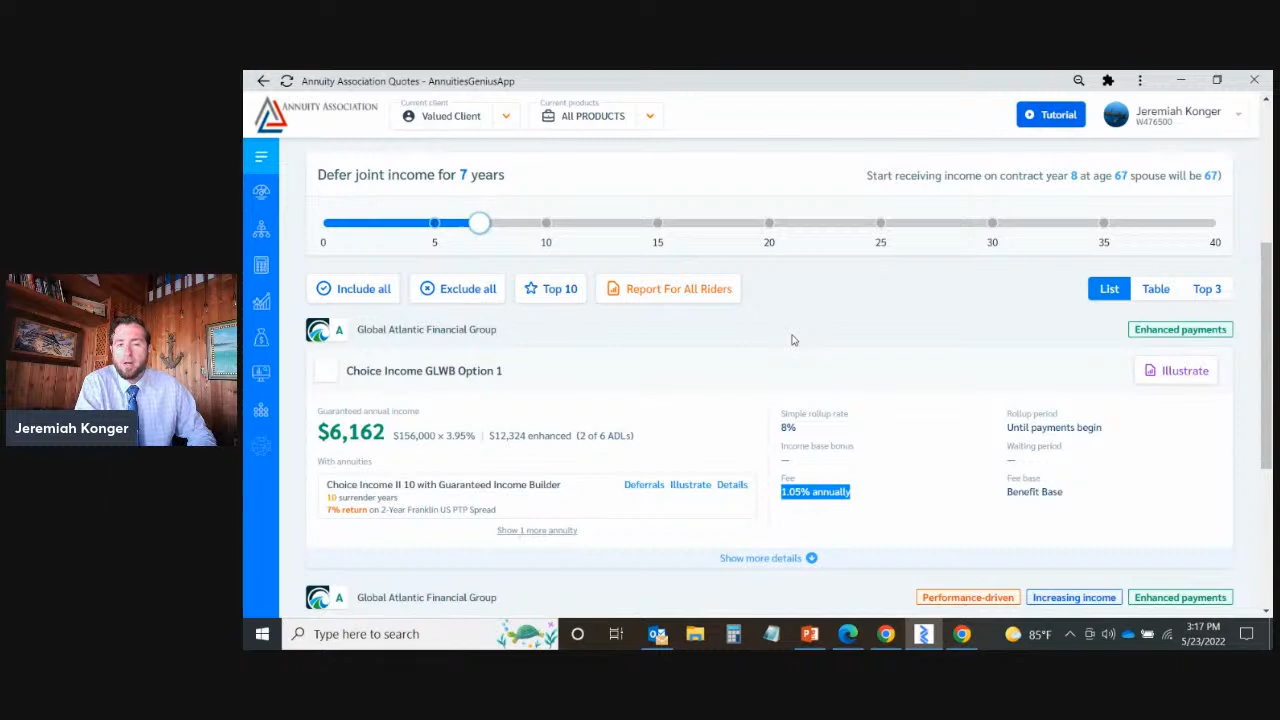 Annuity Association Quotes - AnnuitiesGeniusApp
ANNUITY ASSOCIATION
Current client
Valued Client
Current products
All PRODUCTS
Tutorial
Jeremiah Konger
W476500
Defer joint income for 7 years
Start receiving income on contract year 8 at age 67 spouse will be 67)
0 5 10 15 20 25 30 35 40
Include all
Exclude all
Top 10
Report For All Riders
List
Table
Top 3
A
Global Atlantic Financial Group
Enhanced payments
Choice Income GLWB Option 1
Illustrate
Guaranteed annual income
$6,162 $156,000 × 3.95% | $12,324 enhanced (2 of 6 ADLs)
With annuities
Choice Income II 10 with Guaranteed Income Builder
Deferrals Illustrate Details
10 surrender years
7% return on 2-Year Franklin US PTP Spread
Show 1 more annuity
Simple rollup rate
8%
Income base bonus
—
Fee
1.05% annually
Rollup period
Until payments begin
Waiting period
—
Fee base
Benefit Base
Show more details
A
Global Atlantic Financial Group
Performance-driven
Increasing income
Enhanced payments
Type here to search
85°F
3:17 PM
5/23/2022
Jeremiah Konger